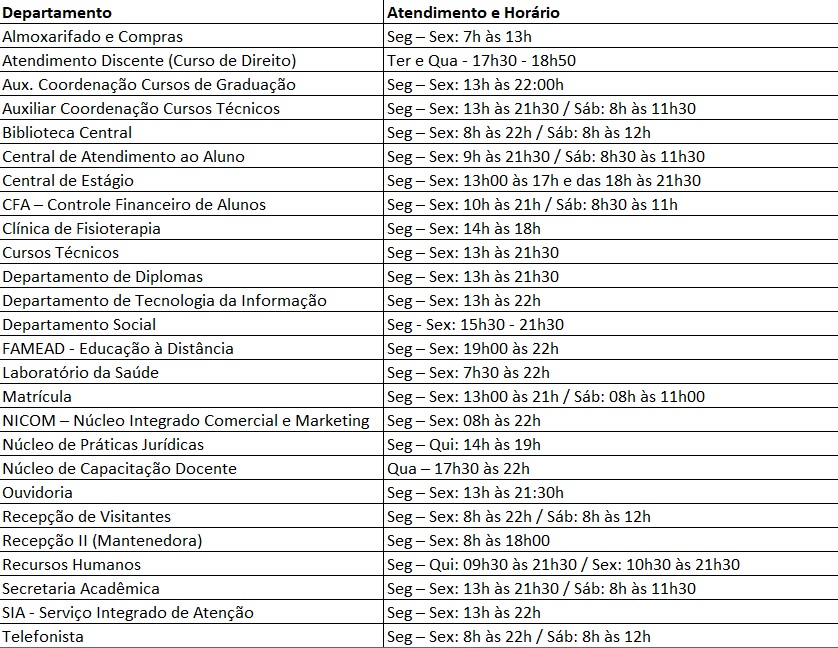 Departamento Atendimento e Horário
Almoxarifado e Compras Seg – Sex: 7h às 13h
Atendimento Discente (Curso de Direito) Ter e Qua - 17h30 - 18h50
Aux. Coordenação Cursos de Graduação Seg – Sex: 13h às 22:00h
Auxiliar Coordenação Cursos Técnicos Seg – Sex: 13h às 21h30 / Sáb: 8h às 11h30
Biblioteca Central Seg – Sex: 8h às 22h / Sáb: 8h às 12h
Central de Atendimento ao Aluno Seg – Sex: 9h às 21h30 / Sáb: 8h30 às 11h30
Central de Estágio Seg – Sex: 13h00 às 17h e das 18h às 21h30
CFA – Controle Financeiro de Alunos Seg – Sex: 10h às 21h / Sáb: 8h30 às 11h
Clínica de Fisioterapia Seg – Sex: 14h às 18h
Cursos Técnicos Seg – Sex: 13h às 21h30
Departamento de Diplomas Seg – Sex: 13h às 21h30
Departamento de Tecnologia da Informação Seg – Sex: 13h às 22h
Departamento Social Seg - Sex: 15h30 - 21h30
FAMEAD - Educação à Distância Seg – Sex: 19h00 às 22h
Laboratório da Saúde Seg – Sex: 7h30 às 22h
Matrícula Seg – Sex: 13h00 às 21h / Sáb: 08h às 11h00
NICOM – Núcleo Integrado Comercial e Marketing Seg – Sex: 08h às 22h
Núcleo de Práticas Jurídicas Seg – Qui: 14h às 19h
Núcleo de Capacitação Docente Qua – 17h30 às 22h
Ouvidoria Seg – Sex: 13h às 21:30h
Recepção de Visitantes Seg – Sex: 8h às 22h / Sáb: 8h às 12h
Recepção II (Mantenedora) Seg – Sex: 8h às 18h00
Recursos Humanos Seg – Qui: 09h30 às 21h30 / Sex: 10h30 às 21h30
Secretaria Acadêmica Seg – Sex: 13h às 21h30 / Sáb: 8h às 11h30
SIA - Serviço Integrado de Atenção Seg – Sex: 13h às 22h
Telefonista Seg – Sex: 8h às 22h / Sáb: 8h às 12h